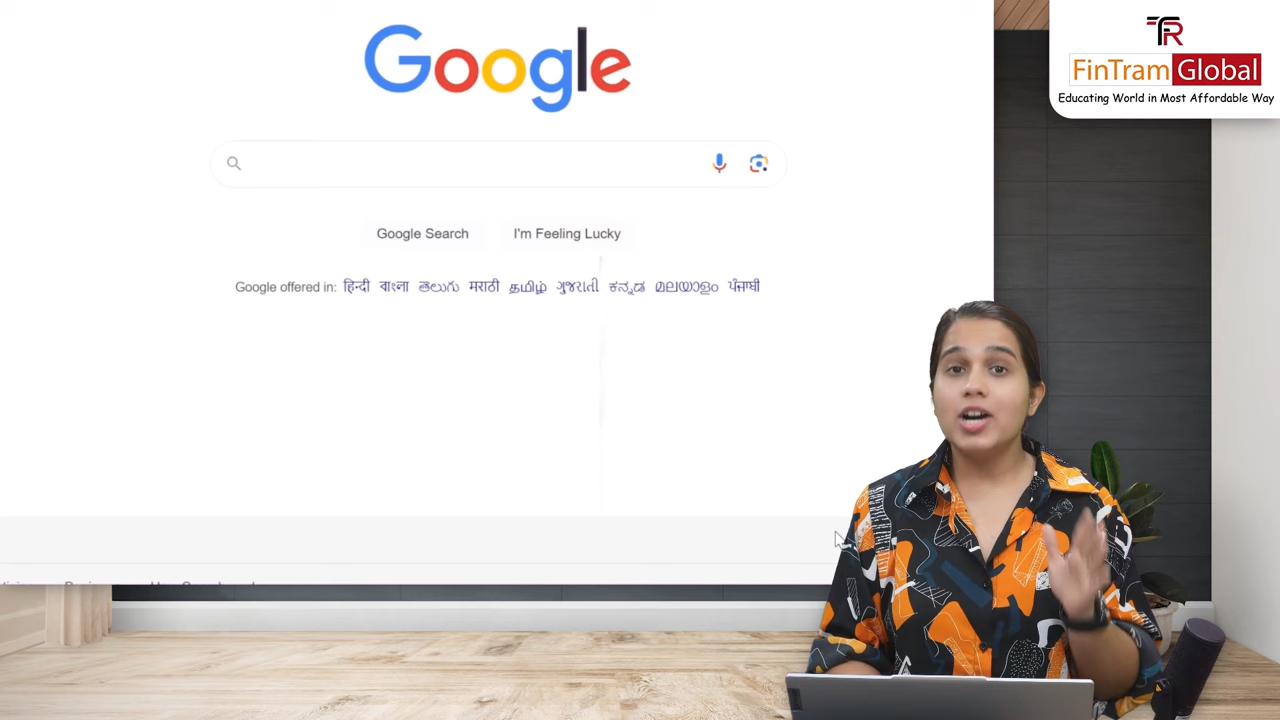 Google
TR
FinTram Global
Educating World in Most Affordable Way
Google Search I'm Feeling Lucky
Google offered in: हिन्दी বাংলা తెలుగు मराठी தமிழ் ગુજરાતી ಕನ್ನಡ മലയാളം ਪੰਜਾਬੀ